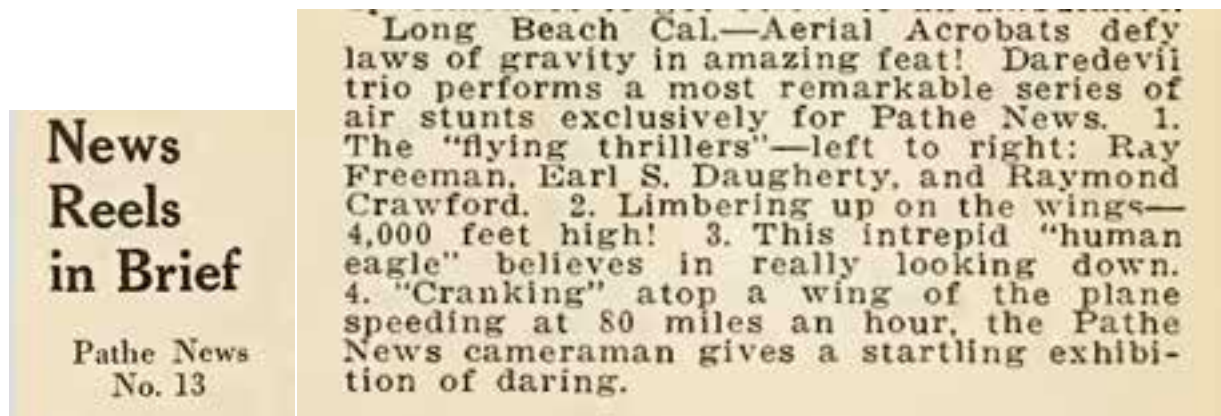 News
Reels
in Brief
Pathe News
No. 13
Long Beach Cal.—Aerial Acrobats defy
laws of gravity in amazing feat! Daredevil
trio performs a most remarkable series of
air stunts exclusively for Pathe News. 1.
The "flying thrillers"—left to right: Ray
Freeman, Earl S. Daugherty, and Raymond
Crawford. 2. Limbering up on the wings—
4,000 feet high! 3. This intrepid "human
eagle" believes in really looking down.
4. "Cranking" atop a wing of the plane
speeding at 80 miles an hour, the Pathe
News cameraman gives a startling exhibi-
tion of daring.